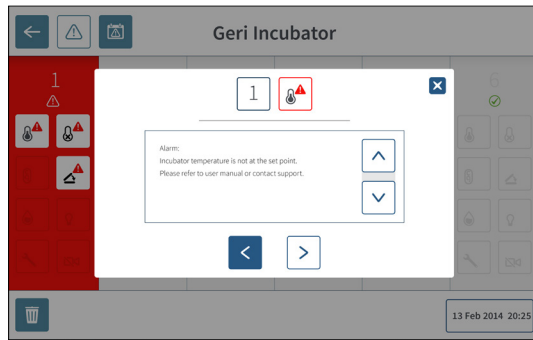 Geri Incubator
1
6
1
Alarm:
Incubator temperature is not at the set point.
Please refer to user manual or contact support.
13 Feb 2014 20:25